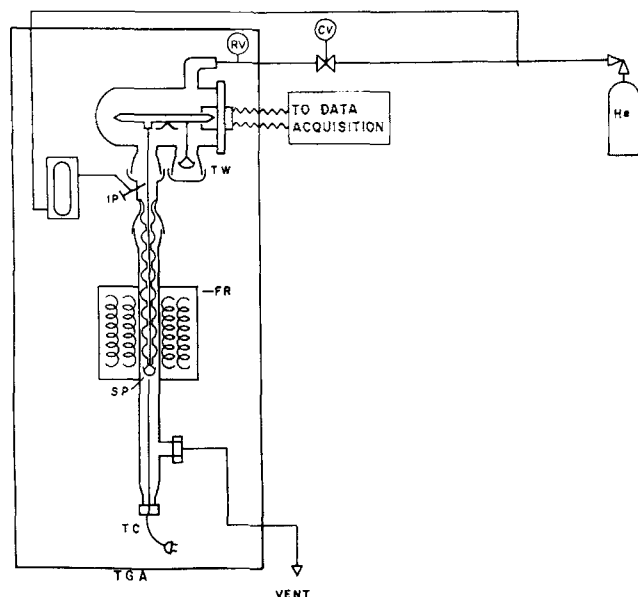 RV
CV
He
TO DATA
ACQUISITION
TW
IP
FR
SP
TC
TGA
VENT